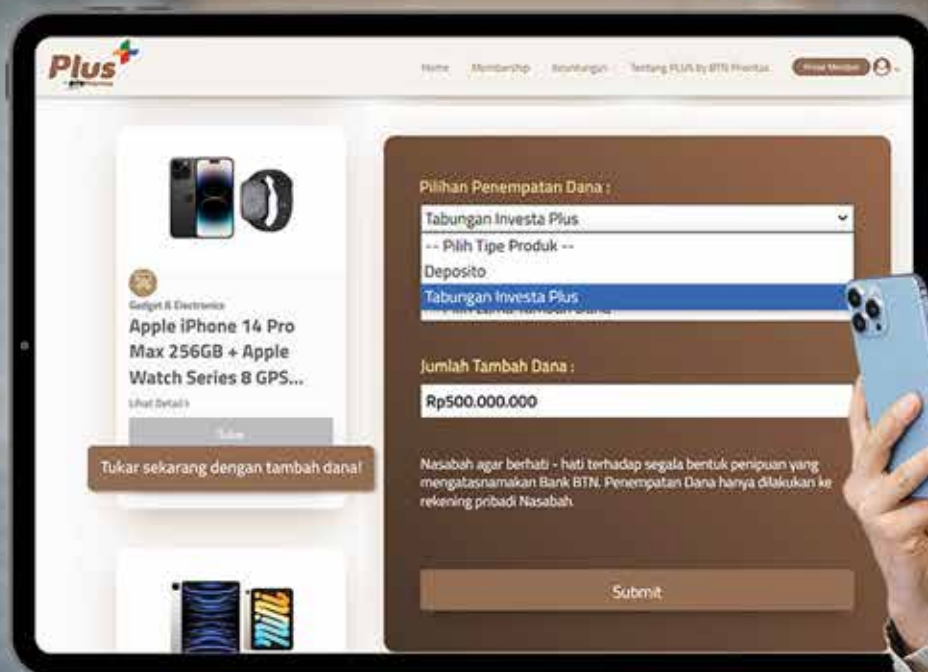 Plus
Home Membership Keuntungan Tentang PLUS by BTN Prioritas
Gadget & Electronics
Apple iPhone 14 Pro
Max 256GB + Apple
Watch Series 8 GPS...
Lihat Detail >
Tukar
Tukar sekarang dengan tambah dana!
Pilihan Penempatan Dana :
Tabungan Investa Plus
-- Pilih Tipe Produk --
Deposito
Tabungan Investa Plus
Jumlah Tambah Dana :
Rp500.000.000
Nasabah agar berhati - hati terhadap segala bentuk penipuan yang
mengatasnamakan Bank BTN. Penempatan Dana hanya dilakukan ke
rekening pribadi Nasabah.
Submit